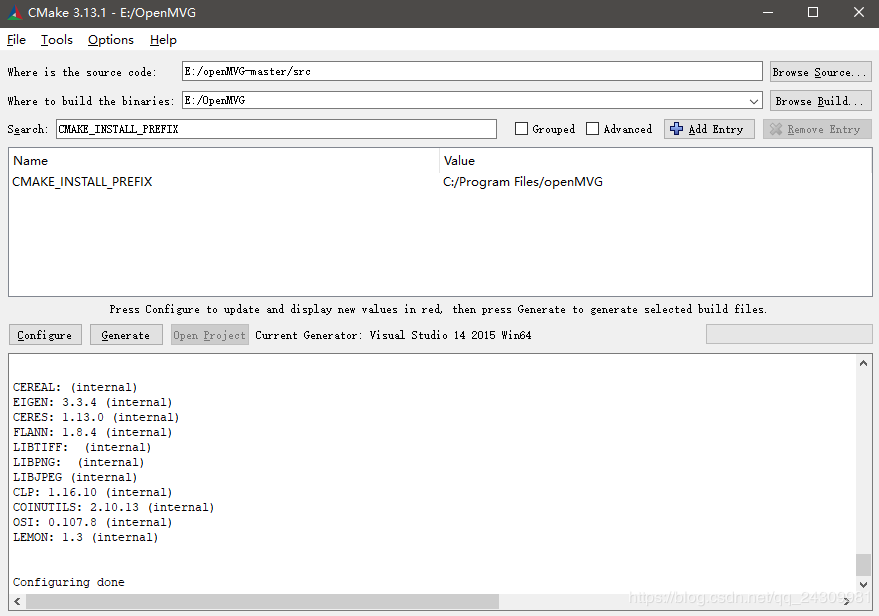 CMake 3.13.1 - E:/OpenMVG
File Tools Options Help
Where is the source code: E:/openMVG-master/src Browse Source...
Where to build the binaries: E:/OpenMVG Browse Build...
Search: CMAKE_INSTALL_PREFIX Grouped Advanced Add Entry Remove Entry
Name Value
CMAKE_INSTALL_PREFIX C:/Program Files/openMVG
Press Configure to update and display new values in red, then press Generate to generate selected build files.
Configure Generate Open Project Current Generator: Visual Studio 14 2015 Win64
CEREAL: (internal)
EIGEN: 3.3.4 (internal)
CERES: 1.13.0 (internal)
FLANN: 1.8.4 (internal)
LIBTIFF:  (internal)
LIBPNG:  (internal)
LIBJPEG (internal)
CLP: 1.16.10 (internal)
COINUTILS: 2.10.13 (internal)
OSI: 0.107.8 (internal)
LEMON: 1.3 (internal)
Configuring done